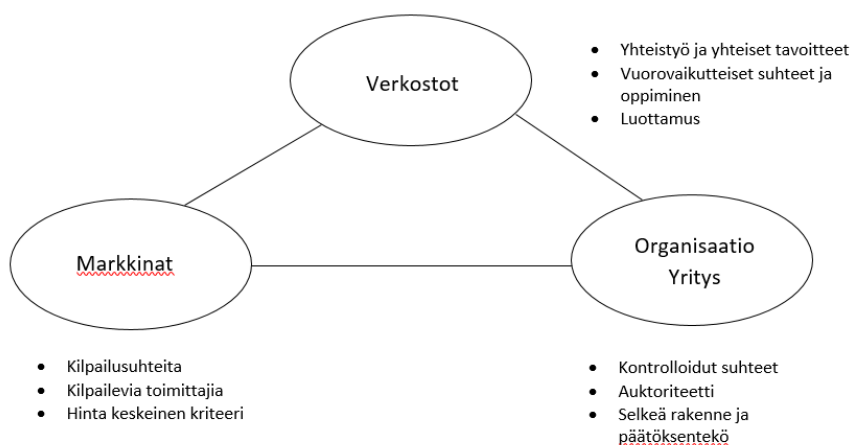 Verkostot
• Yhteistyö ja yhteiset tavoitteet
• Vuorovaikutteiset suhteet ja
oppiminen
• Luottamus
Markkinat
Organisaatio
Yritys
• Kilpailusuhteita
• Kilpailevia toimittajia
• Hinta keskeinen kriteeri
• Kontrolloidut suhteet
• Auktoriteetti
• Selkeä rakenne ja
päätöksentekö